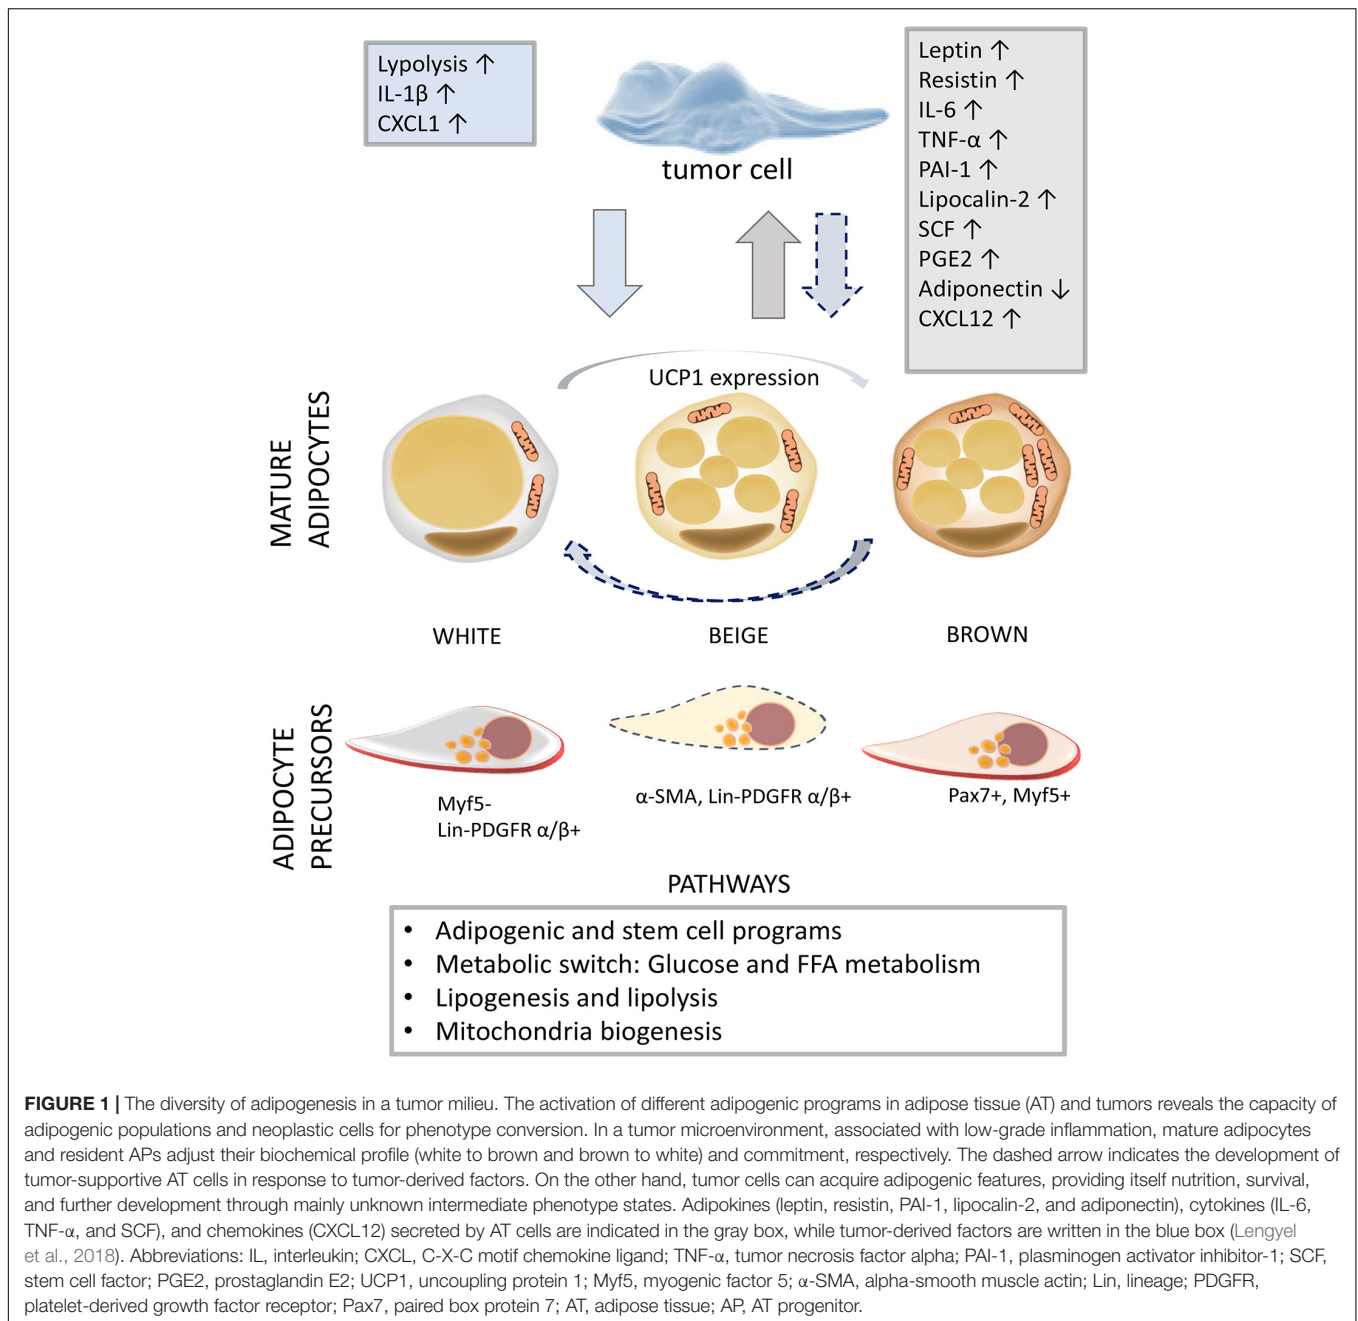 Lypolysis ↑
IL-1β ↑
CXCL1 ↑
tumor cell
Leptin ↑
Resistin ↑
IL-6 ↑
TNF-α ↑
PAI-1 ↑
Lipocalin-2 ↑
SCF ↑
PGE2 ↑
Adiponectin ↓
CXCL12 ↑
UCP1 expression
MATURE
ADIPOCYTES
WHITE
BEIGE
BROWN
ADIPOCYTE
PRECURSORS
Myf5-
Lin-PDGFR α/β+
α-SMA, Lin-PDGFR α/β+
Pax7+, Myf5+
PATHWAYS
• Adipogenic and stem cell programs
• Metabolic switch: Glucose and FFA metabolism
• Lipogenesis and lipolysis
• Mitochondria biogenesis
FIGURE 1 | The diversity of adipogenesis in a tumor milieu. The activation of different adipogenic programs in adipose tissue (AT) and tumors reveals the capacity of
adipogenic populations and neoplastic cells for phenotype conversion. In a tumor microenvironment, associated with low-grade inflammation, mature adipocytes
and resident APs adjust their biochemical profile (white to brown and brown to white) and commitment, respectively. The dashed arrow indicates the development of
tumor-supportive AT cells in response to tumor-derived factors. On the other hand, tumor cells can acquire adipogenic features, providing itself nutrition, survival,
and further development through mainly unknown intermediate phenotype states. Adipokines (leptin, resistin, PAI-1, lipocalin-2, and adiponectin), cytokines (IL-6,
TNF-α, and SCF), and chemokines (CXCL12) secreted by AT cells are indicated in the gray box, while tumor-derived factors are written in the blue box (Lengyel
et al., 2018). Abbreviations: IL, interleukin; CXCL, C-X-C motif chemokine ligand; TNF-α, tumor necrosis factor alpha; PAI-1, plasminogen activator inhibitor-1; SCF,
stem cell factor; PGE2, prostaglandin E2; UCP1, uncoupling protein 1; Myf5, myogenic factor 5; α-SMA, alpha-smooth muscle actin; Lin, lineage; PDGFR,
platelet-derived growth factor receptor; Pax7, paired box protein 7; AT, adipose tissue; AP, AT progenitor.